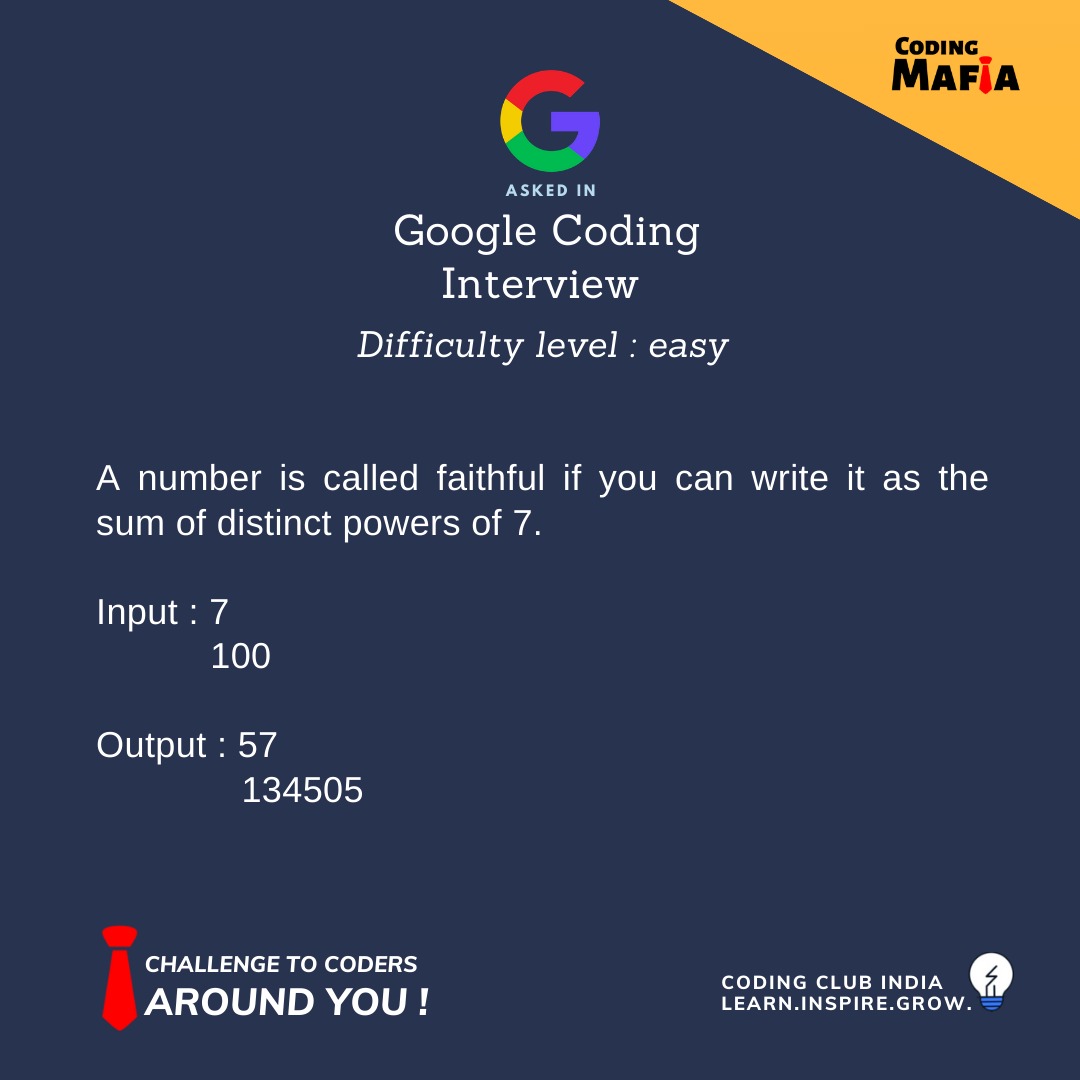 CODING
MAFIA
ASKED IN
Google Coding
Interview
Difficulty level : easy
A number is called faithful if you can write it as the
sum of distinct powers of 7.
Input : 7
100
Output : 57
134505
CHALLENGE TO CODERS
AROUND YOU !
CODING CLUB INDIA
LEARN.INSPIRE.GROW.